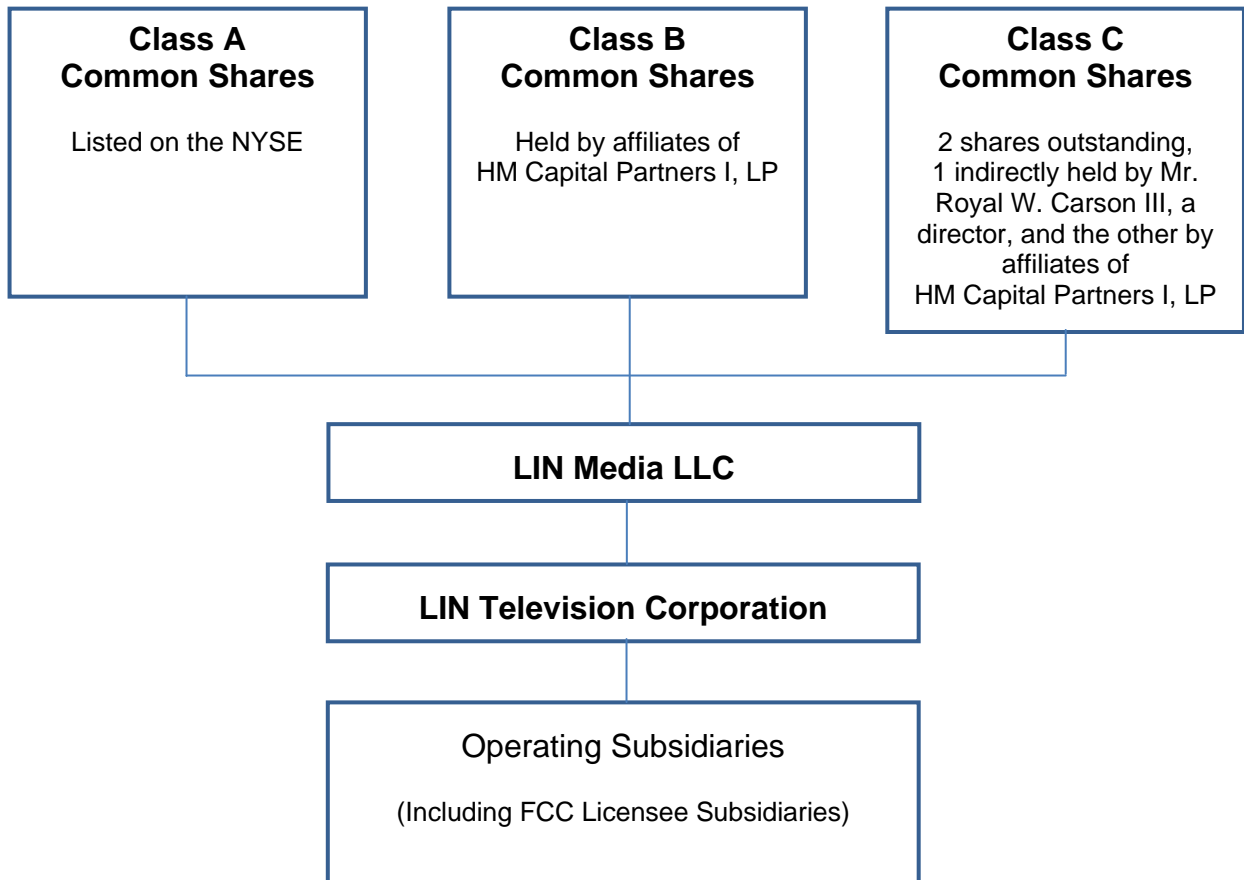 Class A
Common Shares
Listed on the NYSE
Class B
Common Shares
Held by affiliates of
HM Capital Partners I, LP
Class C
Common Shares
2 shares outstanding,
1 indirectly held by Mr.
Royal W. Carson III, a
director, and the other by
affiliates of
HM Capital Partners I, LP
LIN Media LLC
LIN Television Corporation
Operating Subsidiaries
(Including FCC Licensee Subsidiaries)